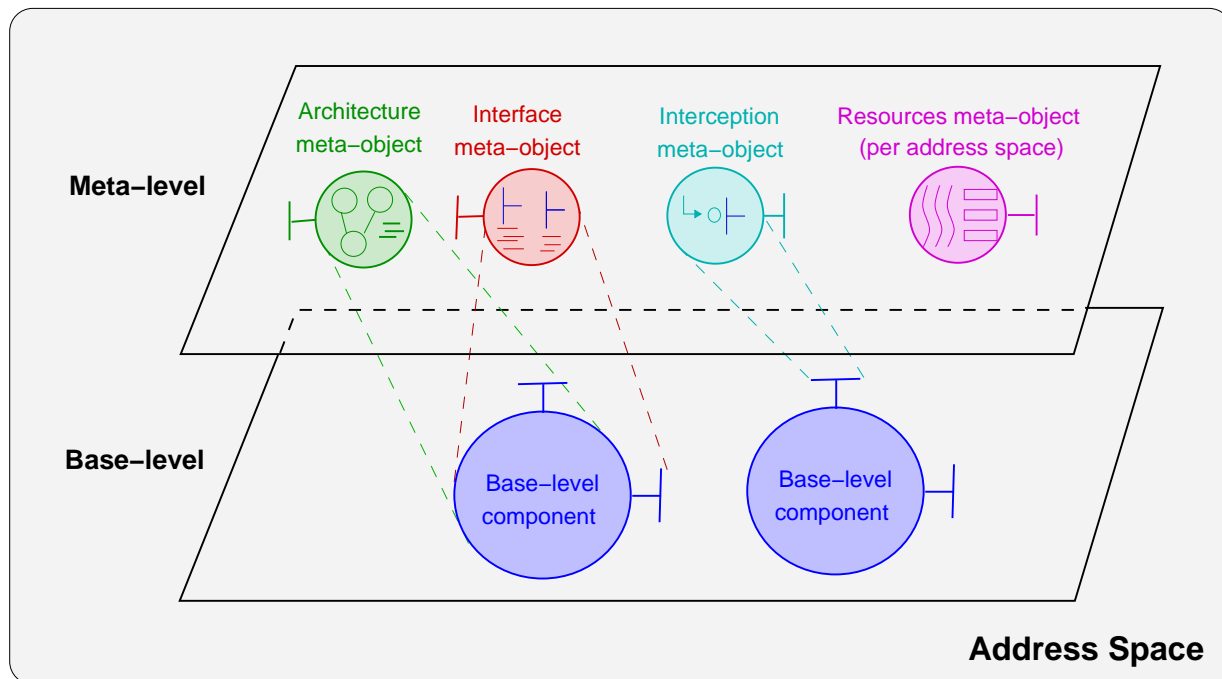 Architecture
meta−object
Interface
meta−object
Interception
meta−object
Resources meta−object
(per address space)
Meta−level
Base−level
Base−level
component
Base−level
component
Address Space